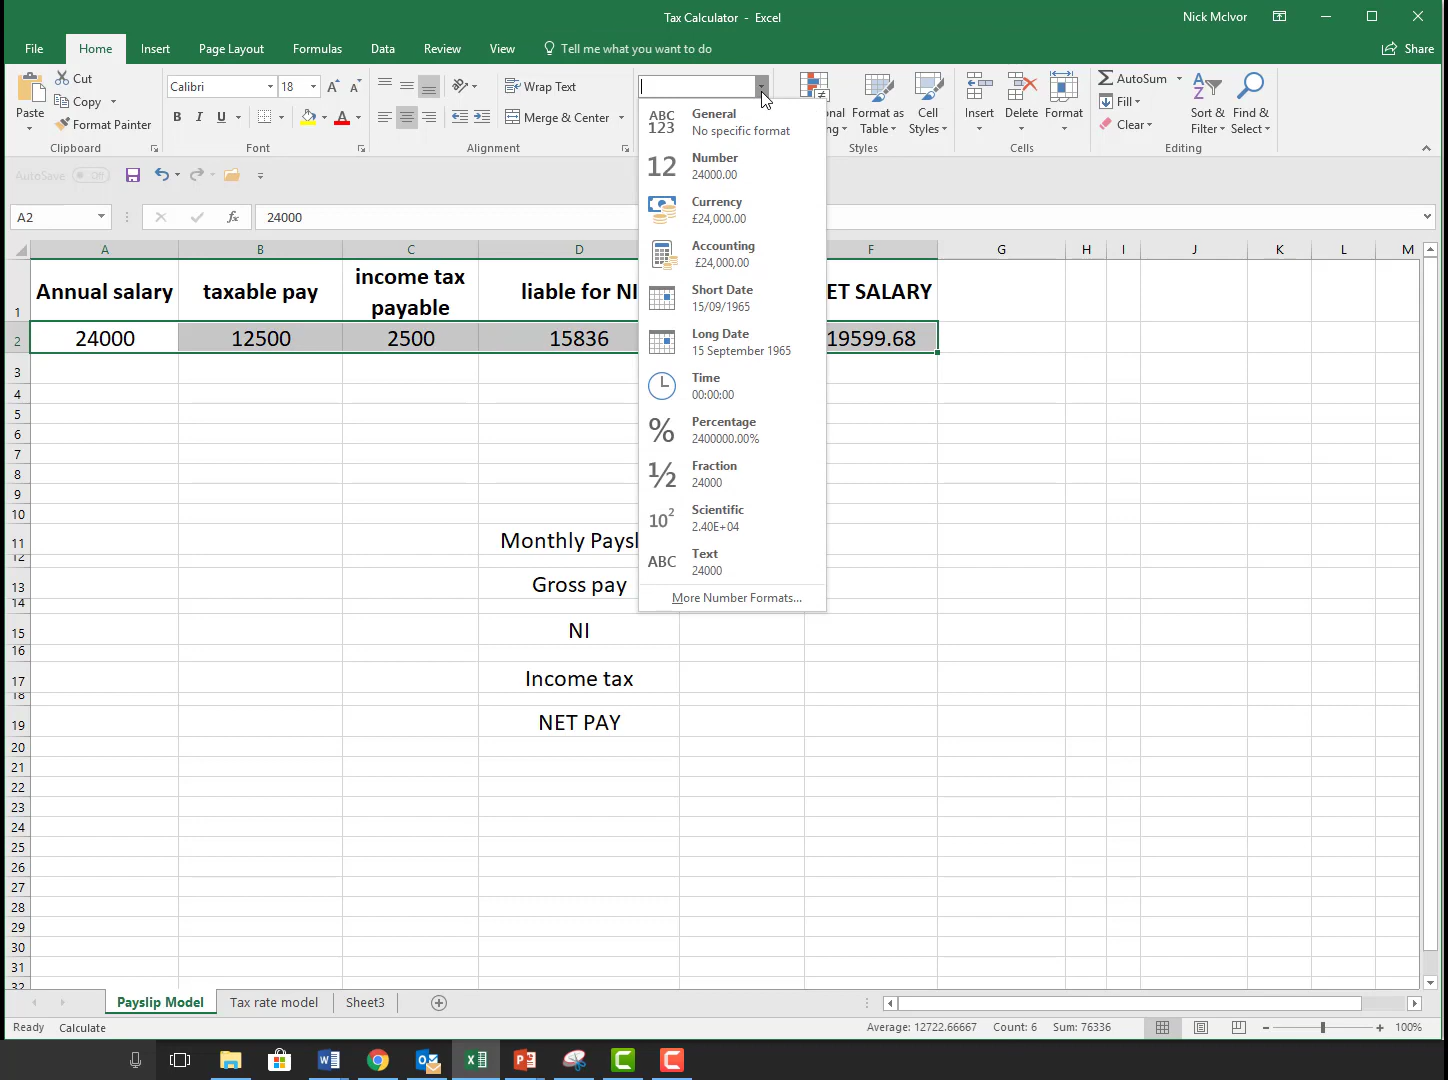 Tax Calculator - Excel
Nick McIvor
File Home Insert Page Layout Formulas Data Review View Tell me what you want to do Share
Cut
Copy
Format Painter
Paste
Clipboard
Calibri 18
B I U
Font
Wrap Text
Merge & Center
Alignment
Format as Table
Cell Styles
Styles
Insert Delete Format
Cells
AutoSum
Fill
Clear
Sort & Filter
Find & Select
Editing
ABC 123 General
No specific format
12 Number
24000.00
Currency
£24,000.00
Accounting
£24,000.00
Short Date
15/09/1965
Long Date
15 September 1965
Time
00:00:00
% Percentage
2400000.00%
½ Fraction
24000
10² Scientific
2.40E+04
ABC Text
24000
More Number Formats...
AutoSave Off
A2 fx 24000
A B C D F G H I J K L M
1 Annual salary taxable pay income tax payable liable for NI ET SALARY
2 24000 12500 2500 15836 19599.68
3
4
5
6
7
8
9
10
11 Monthly Paysl
12
13 Gross pay
14
15 NI
16
17 Income tax
18
19 NET PAY
20
21
22
23
24
25
26
27
28
29
30
31
32
Payslip Model Tax rate model Sheet3
Ready Calculate Average: 12722.66667 Count: 6 Sum: 76336 100%